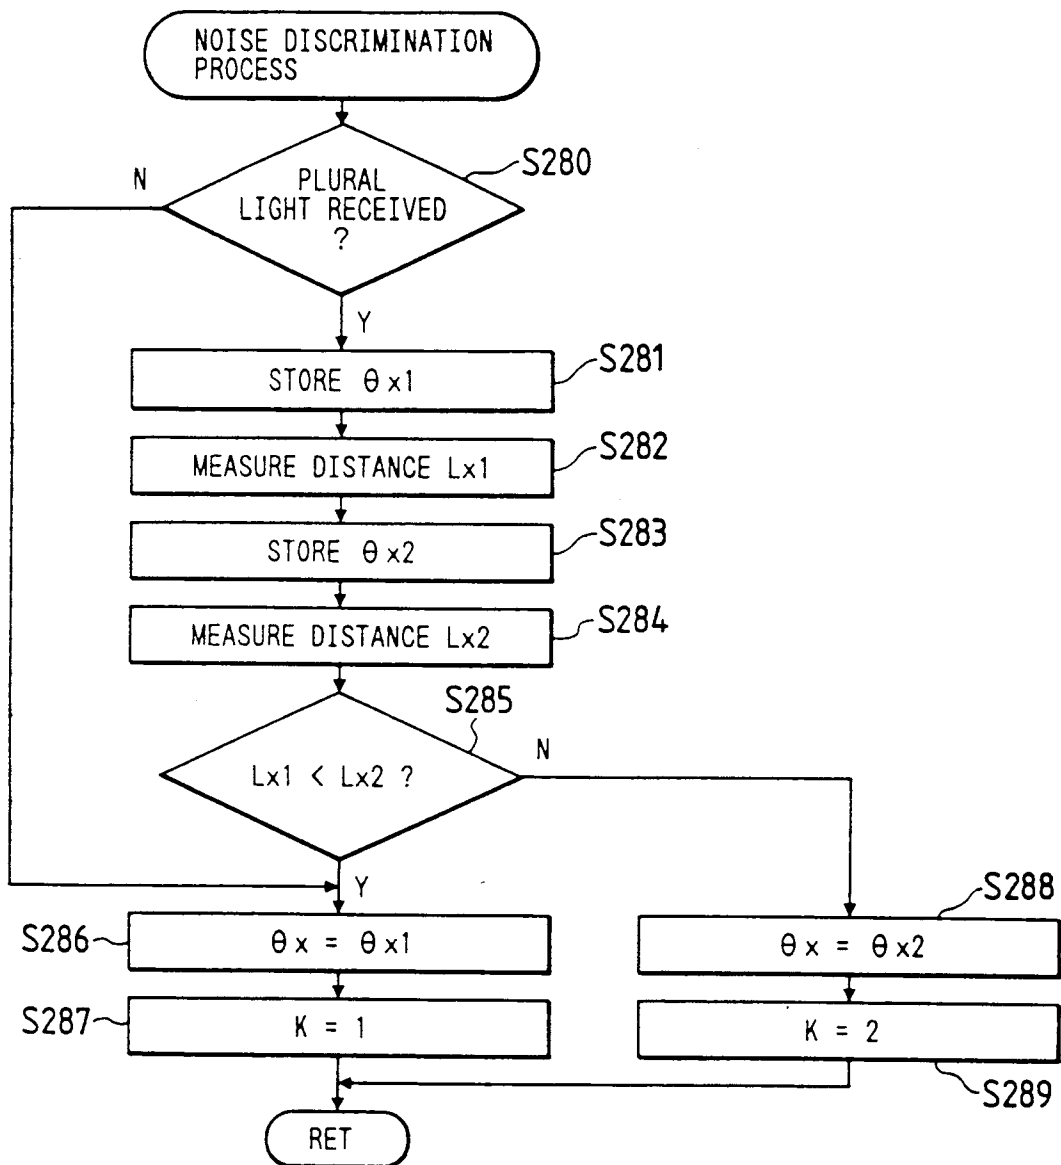 NOISE DISCRIMINATION
PROCESS
S280
N
PLURAL
LIGHT RECEIVED
?
Y
S281
STORE θx1
S282
MEASURE DISTANCE Lx1
S283
STORE θx2
S284
MEASURE DISTANCE Lx2
S285
N
Lx1 < Lx2 ?
Y
S288
S286
θx = θx1
θx = θx2
S287
K = 1
K = 2
S289
RET